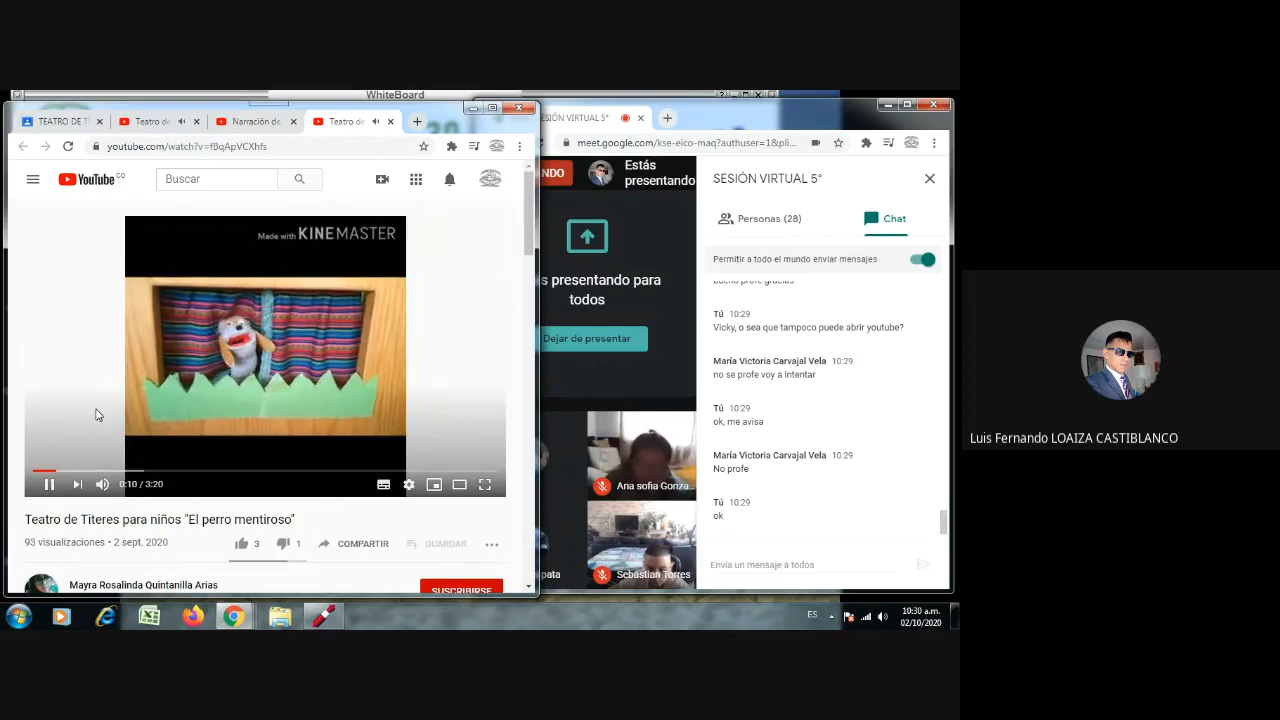 WhiteBoard
TEATRO DE T
Teatro de
Narración de
Teatro de
SESIÓN VIRTUAL 5°
youtube.com/watch?v=fBqApVCXhfs
meet.google.com/kse-eico-maq?authuser=1&pli...
YouTube CO
Buscar
NDO
Estás
presentando
SESIÓN VIRTUAL 5°
Personas (28)
Chat
Permitir a todo el mundo enviar mensajes
Made with KINEMASTER
s presentando para
todos
Dejar de presentar
bueno profe gracias
Tú 10:29
Vicky, o sea que tampoco puede abrir youtube?
María Victoria Carvajal Vela 10:29
no se profe voy a intentar
Tú 10:29
ok, me avisa
María Victoria Carvajal Vela 10:29
No profe
Tú 10:29
ok
Envía un mensaje a todos
Ana sofia Gonza...
pata
Sebastian Torres
0:10 / 3:20
Teatro de Titeres para niños "El perro mentiroso"
93 visualizaciones • 2 sept. 2020
3
1
COMPARTIR
GUARDAR
Mayra Rosalinda Quintanilla Arias
SUSCRIBIRSE
ES
10:30 a.m.
02/10/2020
Luis Fernando LOAIZA CASTIBLANCO